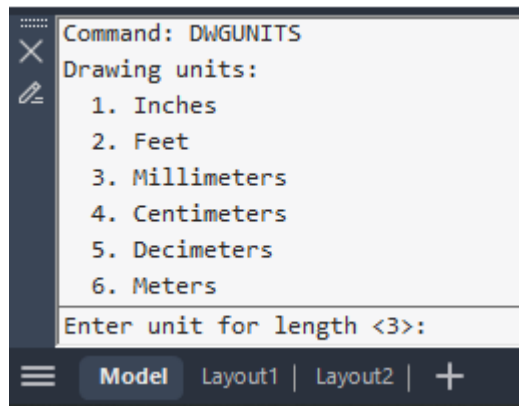 Command: DWGUNITS
Drawing units:
1. Inches
2. Feet
3. Millimeters
4. Centimeters
5. Decimeters
6. Meters
Enter unit for length <3>:
Model Layout1 | Layout2 | +